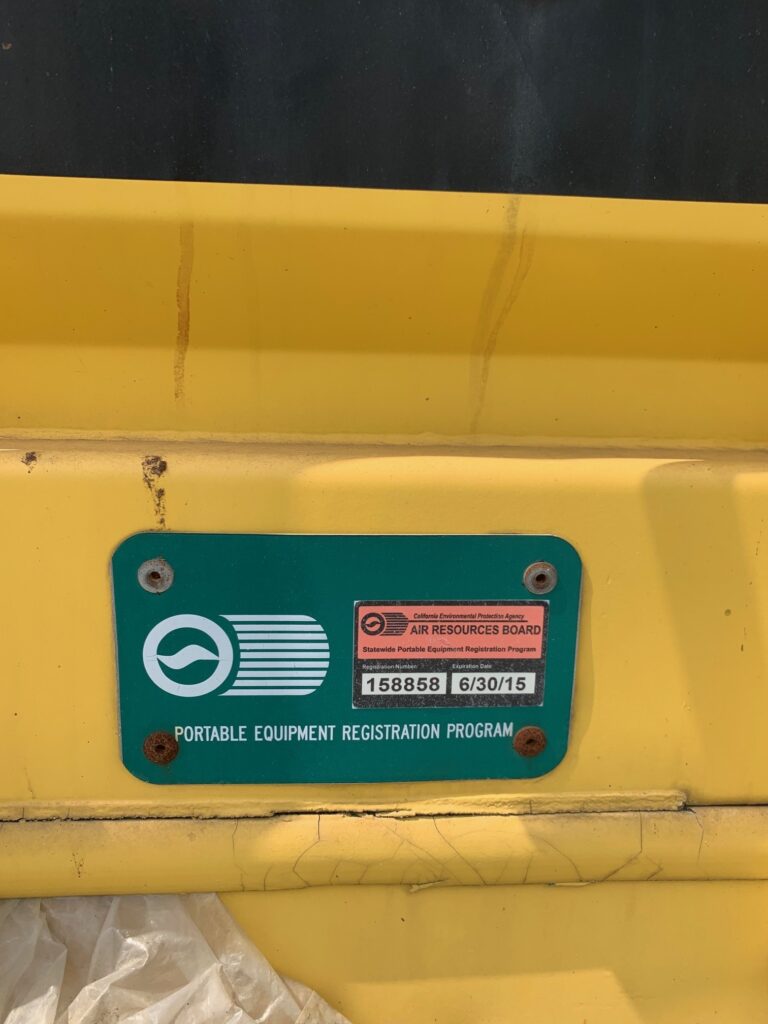 California Environmental Protection Agency
AIR RESOURCES BOARD
Statewide Portable Equipment Registration Program
Registration Number Expiration Date
158858 6/30/15
PORTABLE EQUIPMENT REGISTRATION PROGRAM